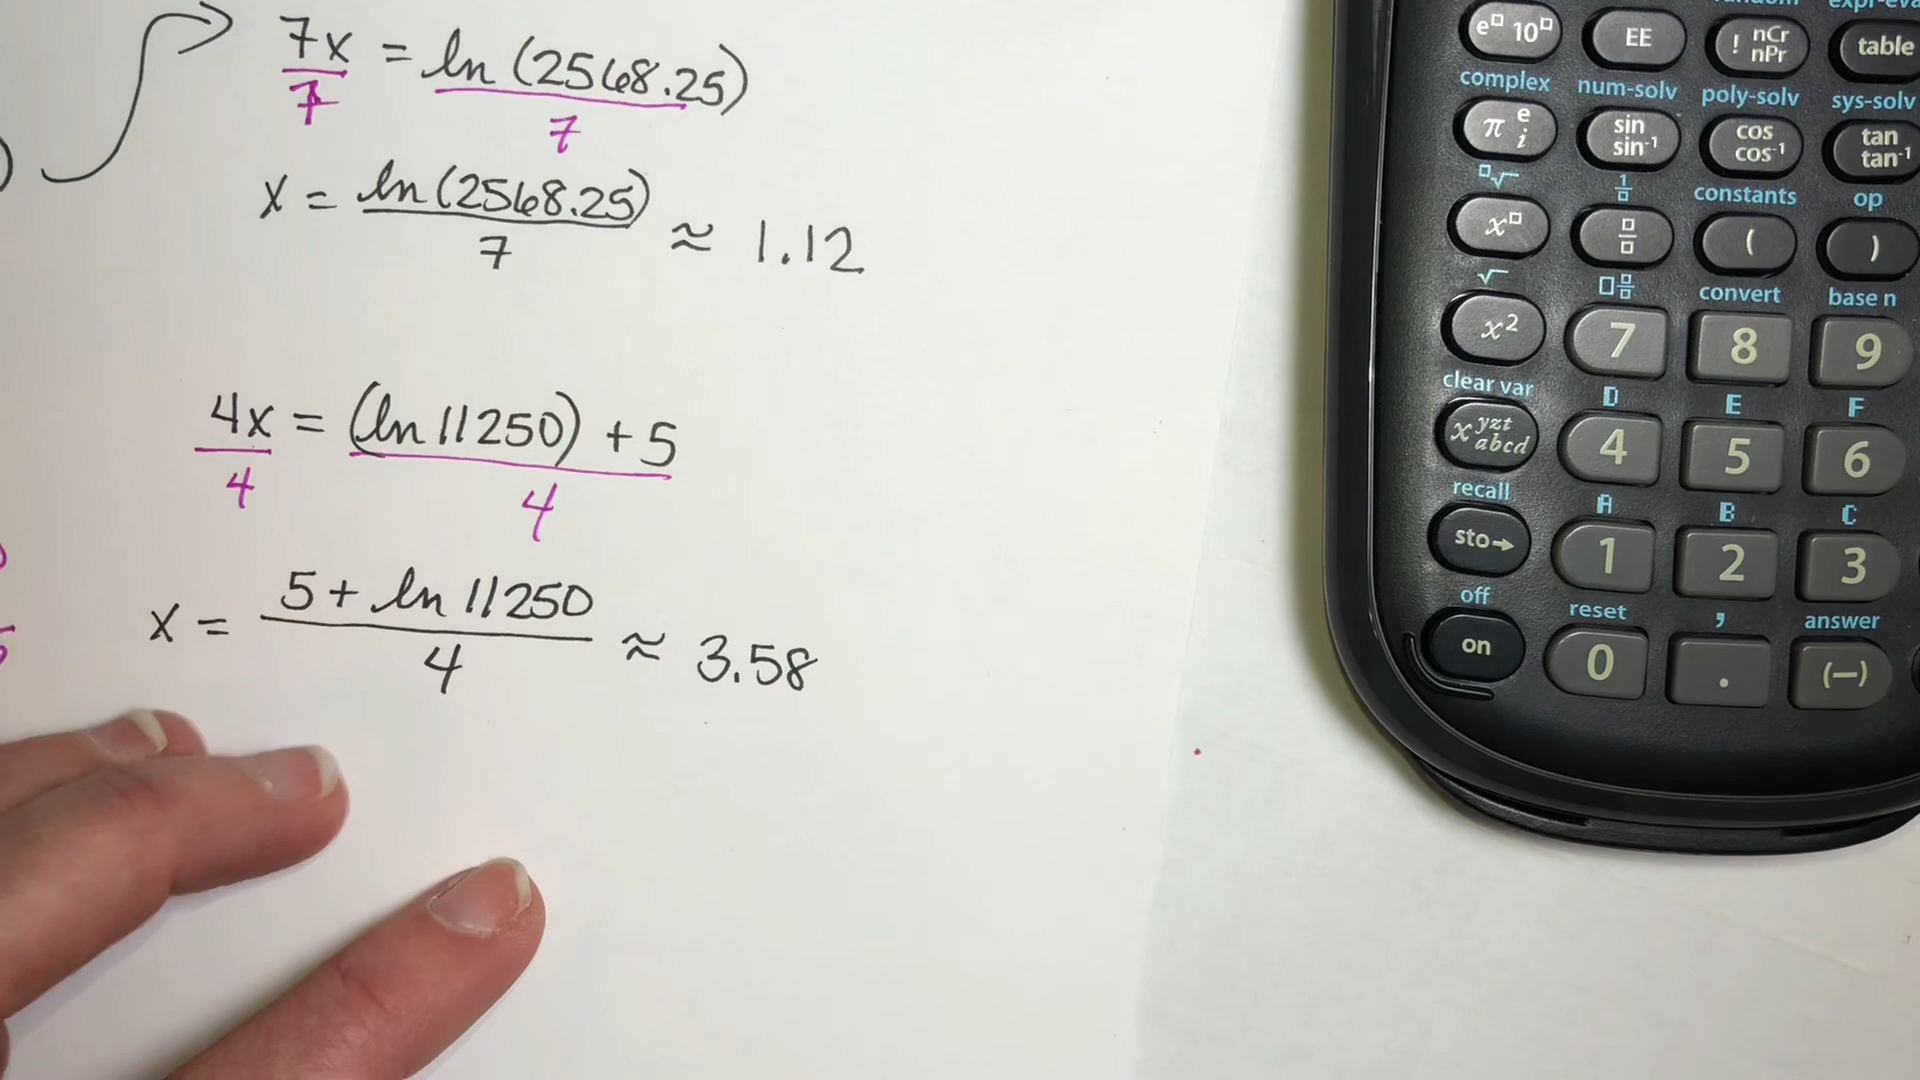 7x = ln (2568.25)
7 7
x = ln (2568.25) ≈ 1.12
7
4x = (ln 11250) + 5
4 4
x = 5 + ln 11250 ≈ 3.58
4
e□ 10□ EE ! nCr nPr table
complex num-solv poly-solv sys-solv
π e i sin sin-1 cos cos-1 tan tan-1
□√ 1/□ constants op
x□ □/□ ( )
√ □□/□ convert base n
x2 7 8 9
clear var D E F
x yzt abcd 4 5 6
recall A B C
sto→ 1 2 3
off reset , answer
on 0 . (−)